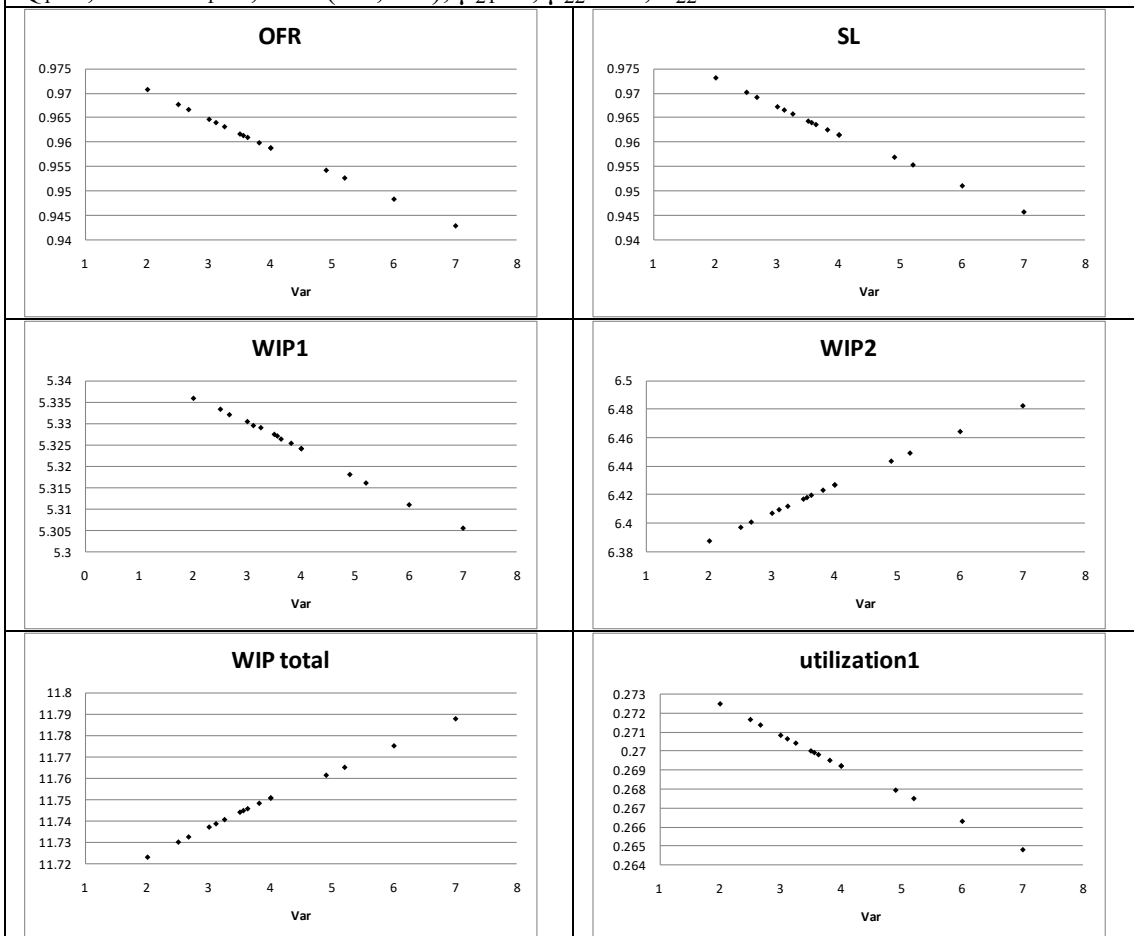 OFR
0.975
0.97
0.965
0.96
0.955
0.95
0.945
0.94
1 2 3 4 5 6 7 8
Var
SL
0.975
0.97
0.965
0.96
0.955
0.95
0.945
0.94
1 2 3 4 5 6 7 8
Var
WIP1
5.34
5.335
5.33
5.325
5.32
5.315
5.31
5.305
5.3
0 1 2 3 4 5 6 7 8
Var
WIP2
6.5
6.48
6.46
6.44
6.42
6.4
6.38
1 2 3 4 5 6 7 8
Var
WIP total
11.8
11.79
11.78
11.77
11.76
11.75
11.74
11.73
11.72
1 2 3 4 5 6 7 8
Var
utilization1
0.273
0.272
0.271
0.27
0.269
0.268
0.267
0.266
0.265
0.264
1 2 3 4 5 6 7 8
Var